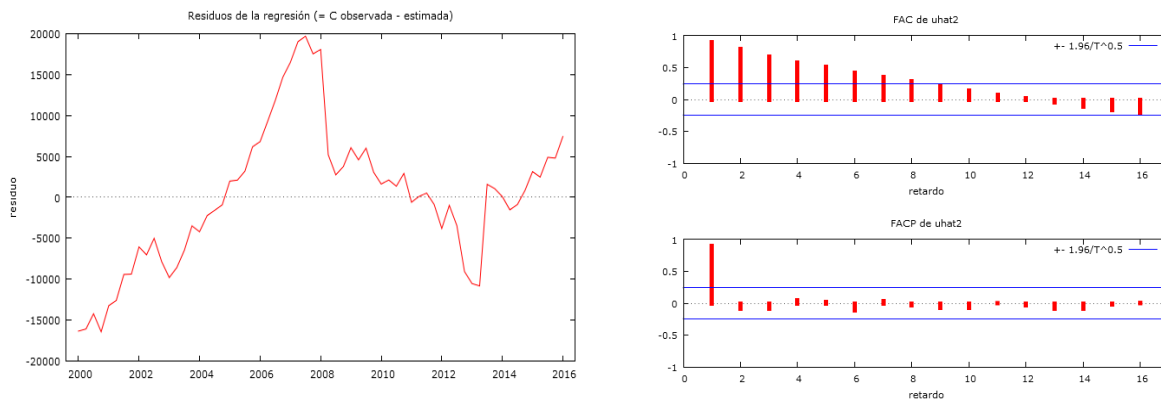 Residuos de la regresión (= C observada - estimada)
20000
15000
10000
5000
0
-5000
-10000
-15000
-20000
residuo
2000 2002 2004 2006 2008 2010 2012 2014 2016
FAC de uhat2
+- 1.96/T^0.5
1
0.5
0
-0.5
-1
0 2 4 6 8 10 12 14 16
retardo
FACP de uhat2
+- 1.96/T^0.5
1
0.5
0
-0.5
-1
0 2 4 6 8 10 12 14 16
retardo